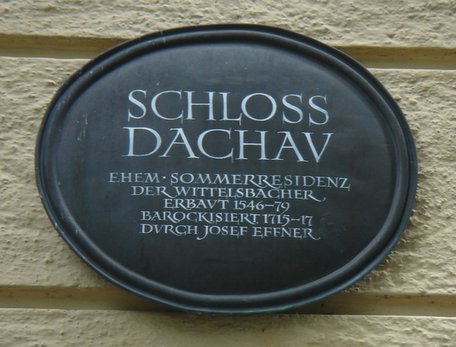 SCHLOSS
DACHAV
EHEM · SOMMERRESIDENZ
DER WITTELSBACHER
ERBAVT 1546–79
BAROCKISIERT 1715–17
DVRCH JOSEF EFFNER